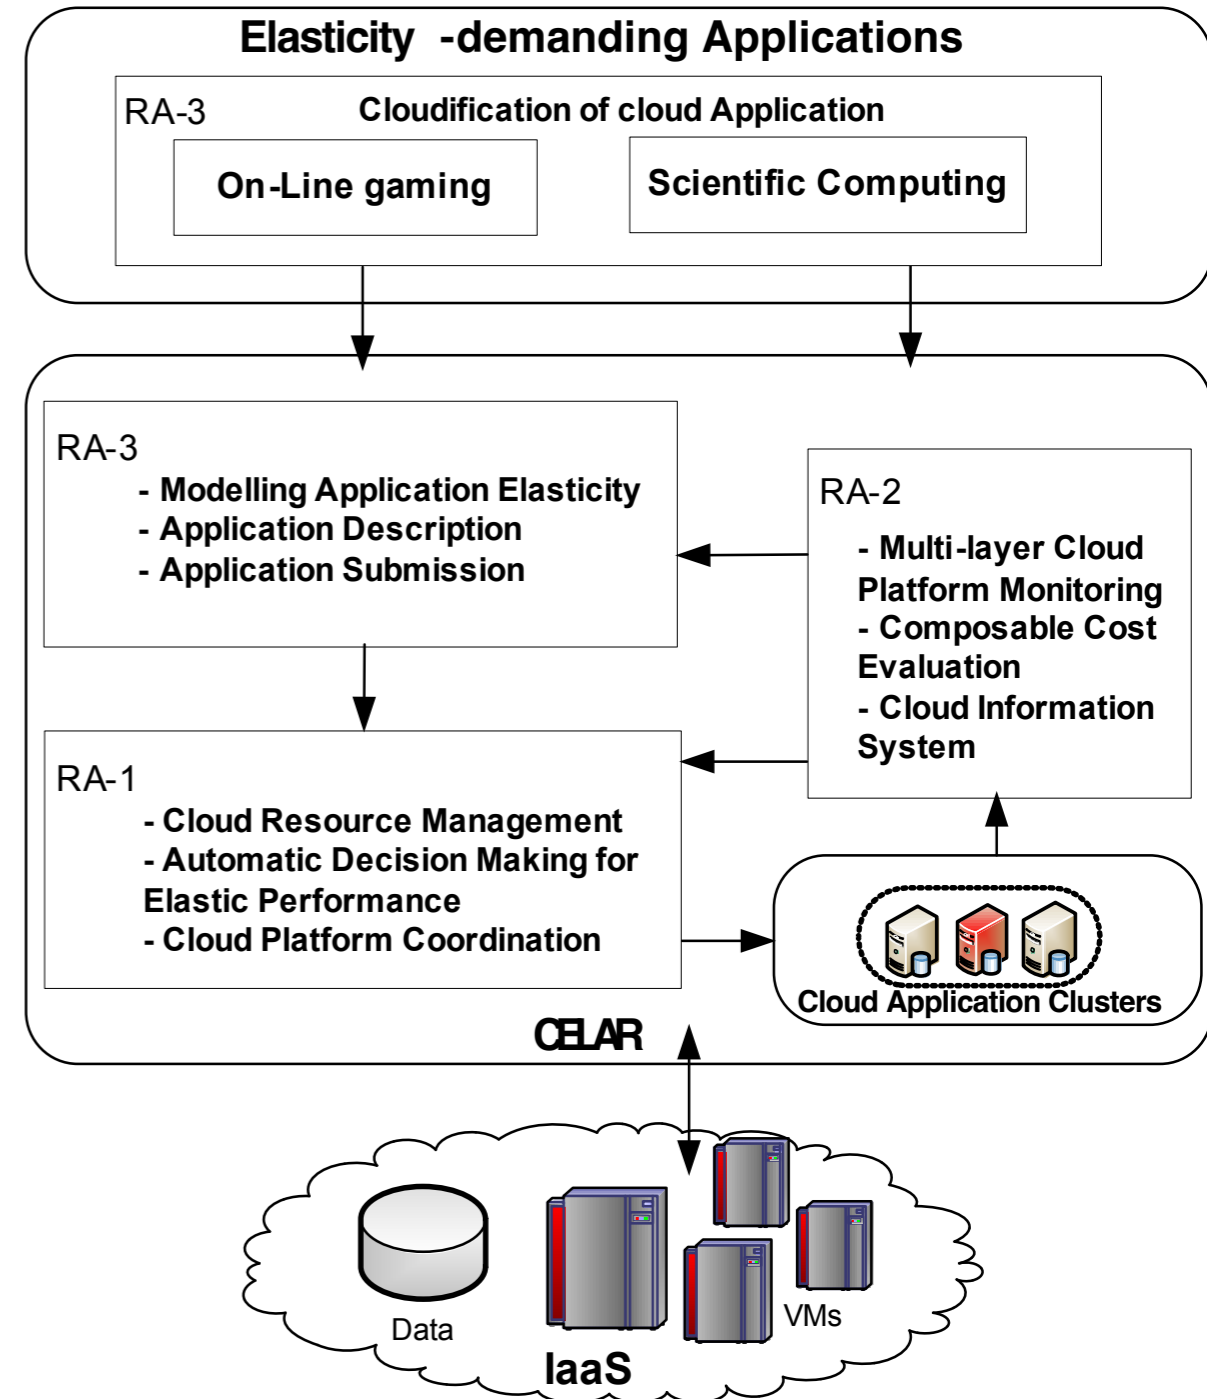 Elasticity -demanding Applications
RA-3
Cloudification of cloud Application
On-Line gaming
Scientific Computing
RA-3
- Modelling Application Elasticity
- Application Description
- Application Submission
RA-2
- Multi-layer Cloud
Platform Monitoring
- Composable Cost
Evaluation
- Cloud Information
System
RA-1
- Cloud Resource Management
- Automatic Decision Making for
Elastic Performance
- Cloud Platform Coordination
Cloud Application Clusters
CELAR
Data
VMs
IaaS